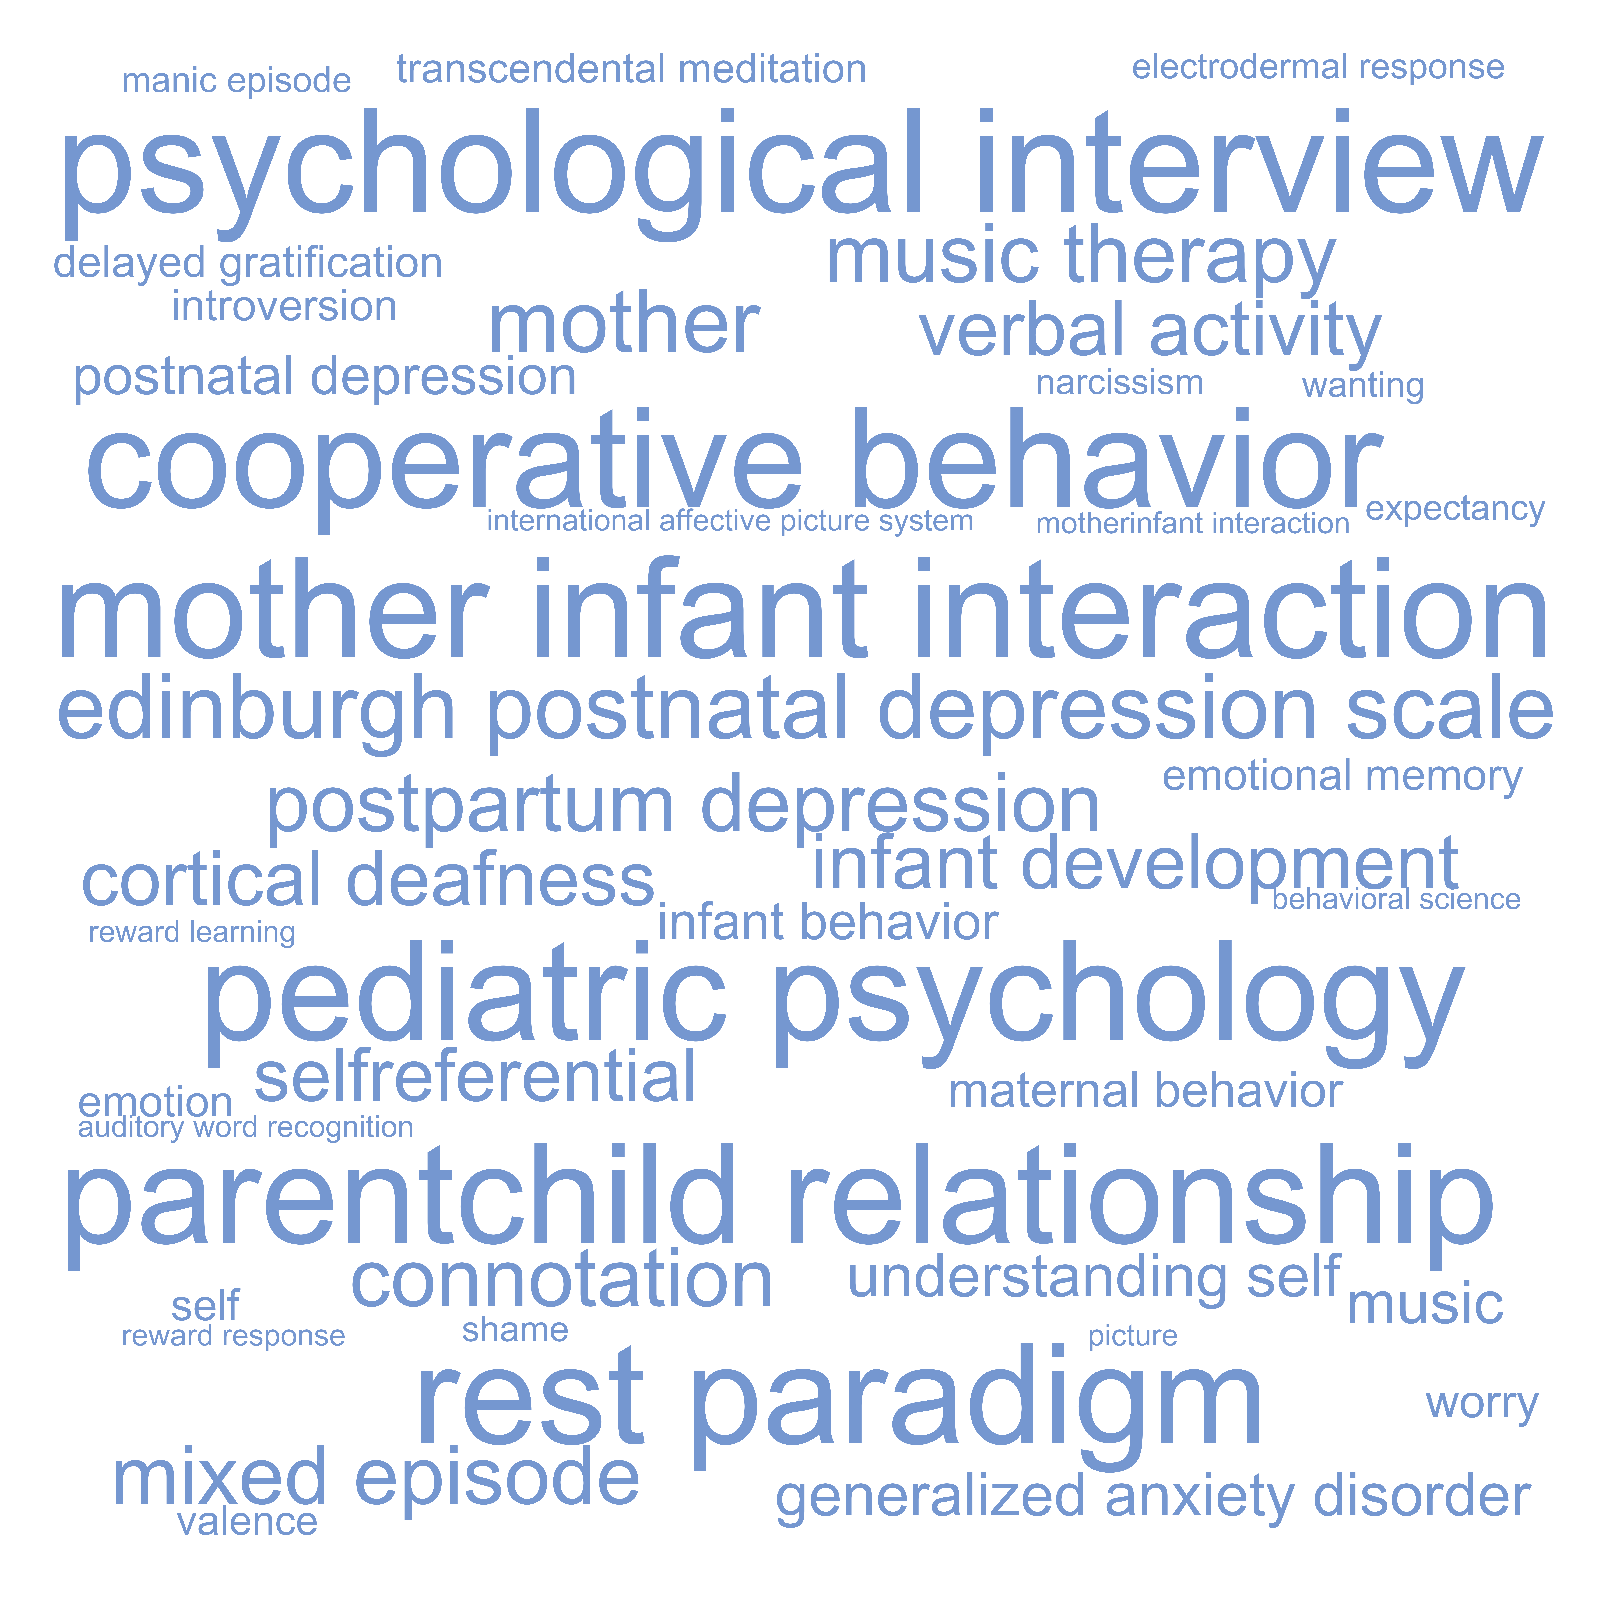 manic episode transcendental meditation electrodermal response
psychological interview
delayed gratification music therapy
introversion mother verbal activity
postnatal depression narcissism wanting
cooperative behavior
international affective picture system motherinfant interaction expectancy
mother infant interaction
edinburgh postnatal depression scale
emotional memory
postpartum depression
cortical deafness infant development
behavioral science
reward learning infant behavior
pediatric psychology
selfreferential maternal behavior
emotion
auditory word recognition
parentchild relationship
connotation understanding self
self music
reward response shame picture
rest paradigm
worry
mixed episode generalized anxiety disorder
valence